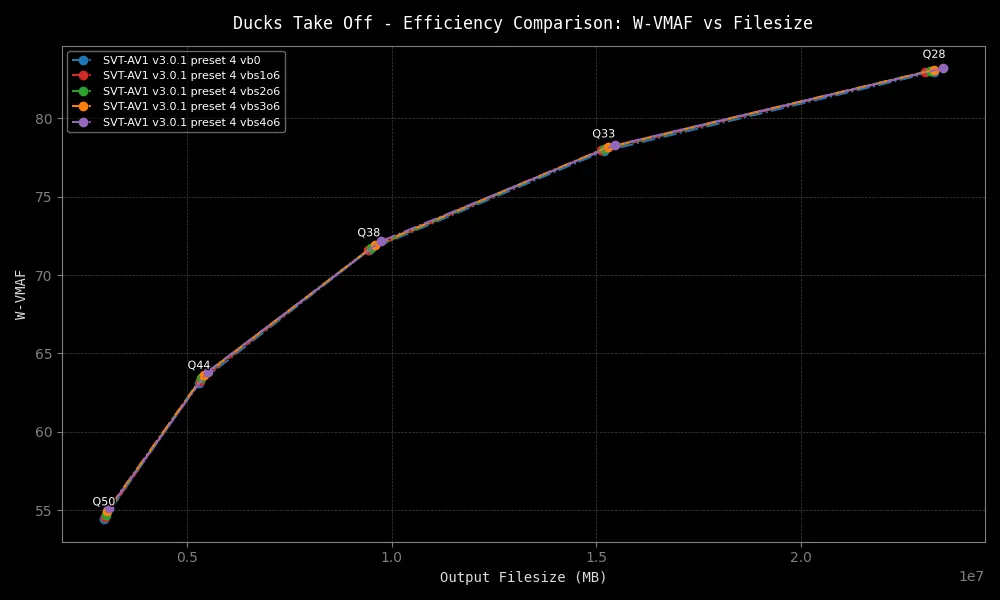 Ducks Take Off - Efficiency Comparison: W-VMAF vs Filesize
SVT-AV1 v3.0.1 preset 4 vb0
SVT-AV1 v3.0.1 preset 4 vbs1o6
SVT-AV1 v3.0.1 preset 4 vbs2o6
SVT-AV1 v3.0.1 preset 4 vbs3o6
SVT-AV1 v3.0.1 preset 4 vbs4o6
Q28
Q33
Q38
Q44
Q50
W-VMAF
80
75
70
65
60
55
0.5
1.0
1.5
2.0
1e7
Output Filesize (MB)